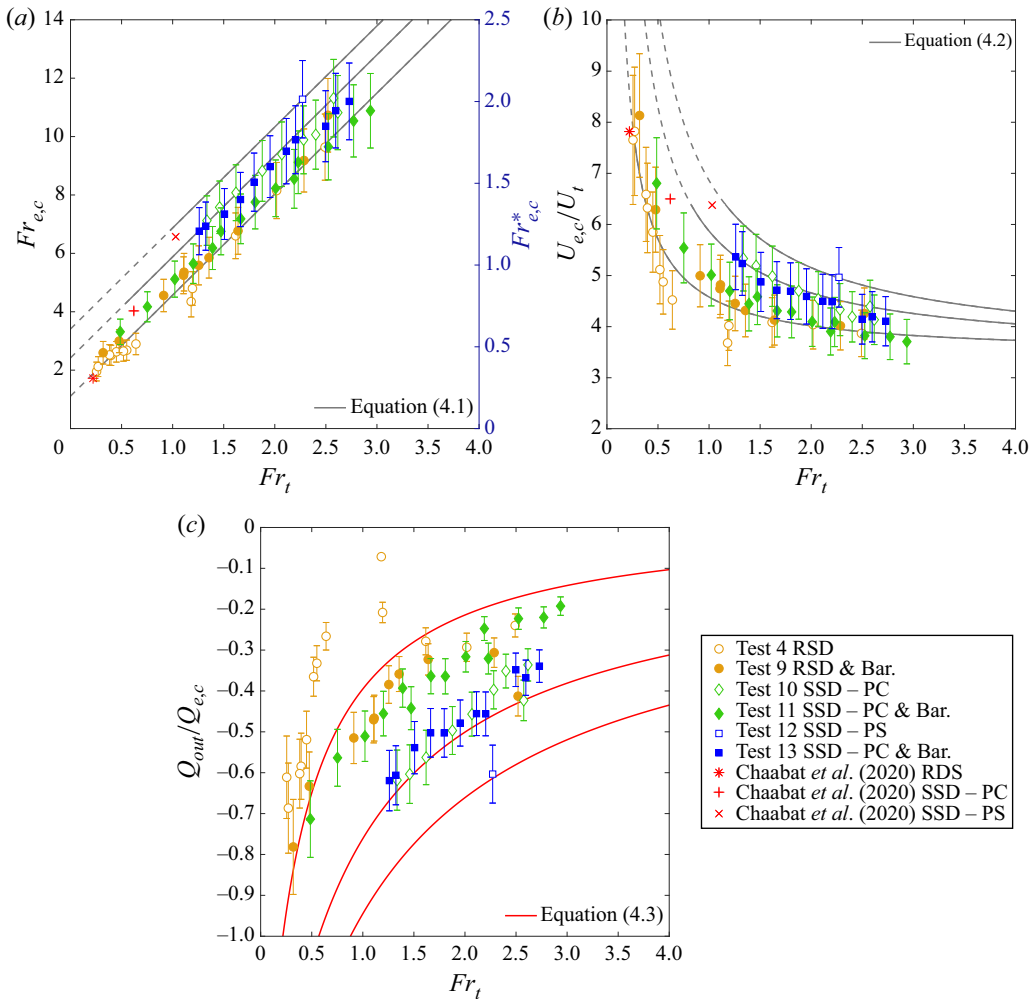 (a)
14
12
10
8
6
4
2
Fr e,c
2.5
2.0
1.5
1.0
0.5
0
Fr* e,c
Equation (4.1)
0 0.5 1.0 1.5 2.0 2.5 3.0 3.5 4.0
Fr t
(b)
10
9
8
7
6
5
4
3
2
U e,c/U t
Equation (4.2)
0 0.5 1.0 1.5 2.0 2.5 3.0 3.5 4.0
Fr t
(c)
0
–0.1
–0.2
–0.3
–0.4
–0.5
–0.6
–0.7
–0.8
–0.9
–1.0
Q out/Q e,c
Equation (4.3)
0 0.5 1.0 1.5 2.0 2.5 3.0 3.5 4.0
Fr t
Test 4 RSD
Test 9 RSD & Bar.
Test 10 SSD – PC
Test 11 SSD – PC & Bar.
Test 12 SSD – PS
Test 13 SSD – PC & Bar.
Chaabat et al. (2020) RDS
Chaabat et al. (2020) SSD – PC
Chaabat et al. (2020) SSD – PS